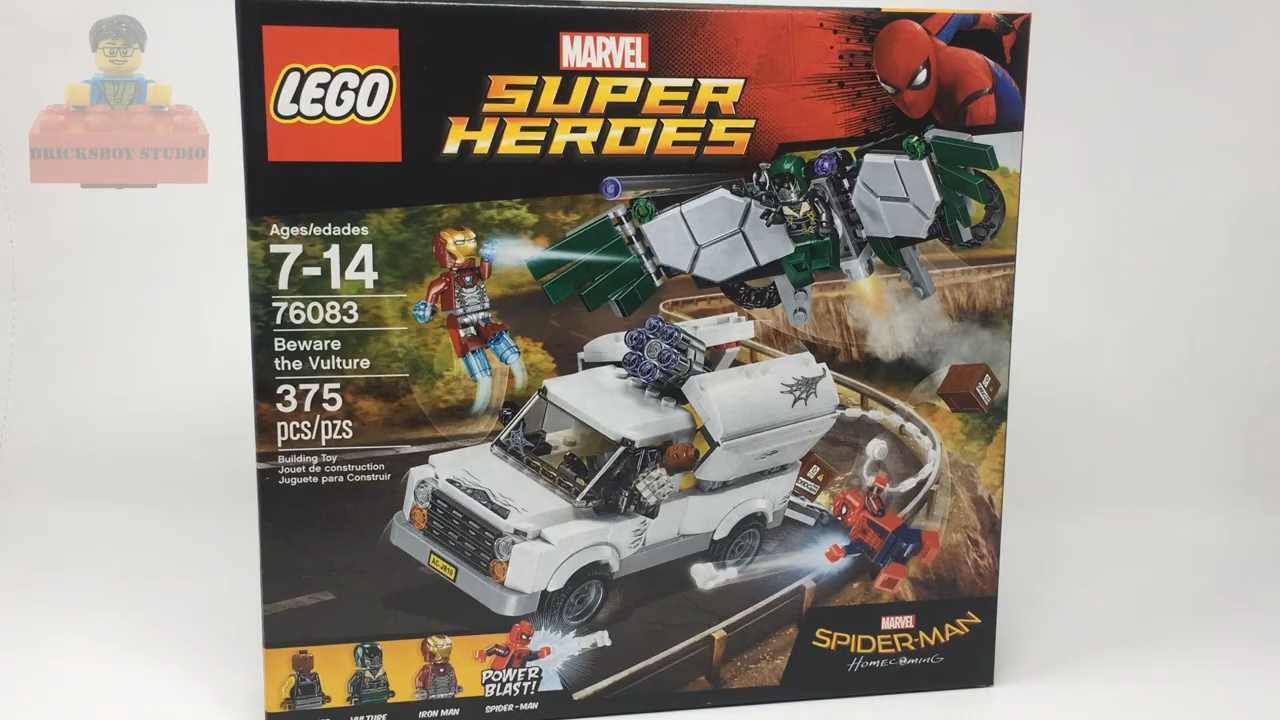 BRICKSBOY STUDIO
LEGO
MARVEL
SUPER
HEROES
Ages/edades
7-14
76083
Beware
the Vulture
375
pcs/pzs
Building Toy
Jouet de construction
Juguete para Construir
AC-JR10
MARVEL
SPIDER-MAN
HOMECOMING
POWER
BLAST!
VULTURE
IRON MAN
SPIDER-MAN